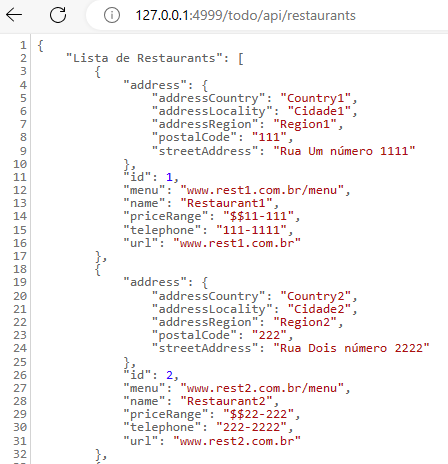 127.0.0.1:4999/todo/api/restaurants
1 {
2     "Lista de Restaurants": [
3         {
4             "address": {
5                 "addressCountry": "Country1",
6                 "addressLocality": "Cidade1",
7                 "addressRegion": "Region1",
8                 "postalCode": "111",
9                 "streetAddress": "Rua Um número 1111"
10             },
11             "id": 1,
12             "menu": "www.rest1.com.br/menu",
13             "name": "Restaurant1",
14             "priceRange": "$$11-111",
15             "telephone": "111-1111",
16             "url": "www.rest1.com.br"
17         },
18         {
19             "address": {
20                 "addressCountry": "Country2",
21                 "addressLocality": "Cidade2",
22                 "addressRegion": "Region2",
23                 "postalCode": "222",
24                 "streetAddress": "Rua Dois número 2222"
25             },
26             "id": 2,
27             "menu": "www.rest2.com.br/menu",
28             "name": "Restaurant2",
29             "priceRange": "$$22-222",
30             "telephone": "222-2222",
31             "url": "www.rest2.com.br"
32         },